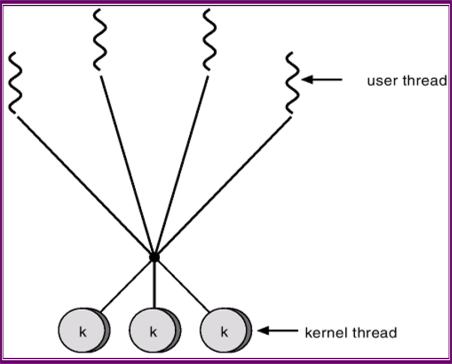 user thread
k k k
kernel thread